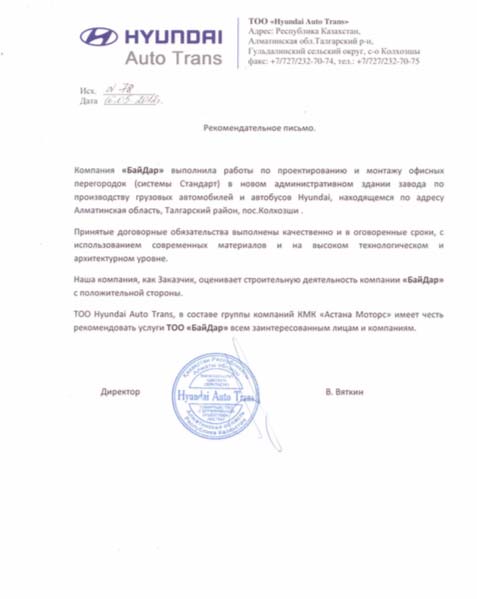 HYUNDAI
Auto Trans
ТОО «Hyundai Auto Trans»
Адрес: Республика Казахстан,
Алматинская обл.Талгарский р-н,
Гульдалинский сельский округ, с-о Колхозшы
факс: +7/727/232-70-74, тел.: +7/727/232-70-75
Исх. № 78
Дата
Рекомендательное письмо.
Компания «БайДар» выполнила работы по проектированию и монтажу офисных
перегородок (системы Стандарт) в новом административном здании завода по
производству грузовых автомобилей и автобусов Hyundai, находящемся по адресу
Алматинская область, Талгарский район, пос.Колхозши .
Принятые договорные обязательства выполнены качественно и в оговоренные сроки, с
использованием современных материалов и на высоком технологическом и
архитектурном уровне.
Наша компания, как Заказчик, оценивает строительную деятельность компании «БайДар»
с положительной стороны.
ТОО Hyundai Auto Trans, в составе группы компаний КМК «Астана Моторс» имеет честь
рекомендовать услуги ТОО «БайДар» всем заинтересованным лицам и компаниям.
Директор
В. Вяткин
Hyundai Auto Trans
Алматинская область
Республика Казахстан